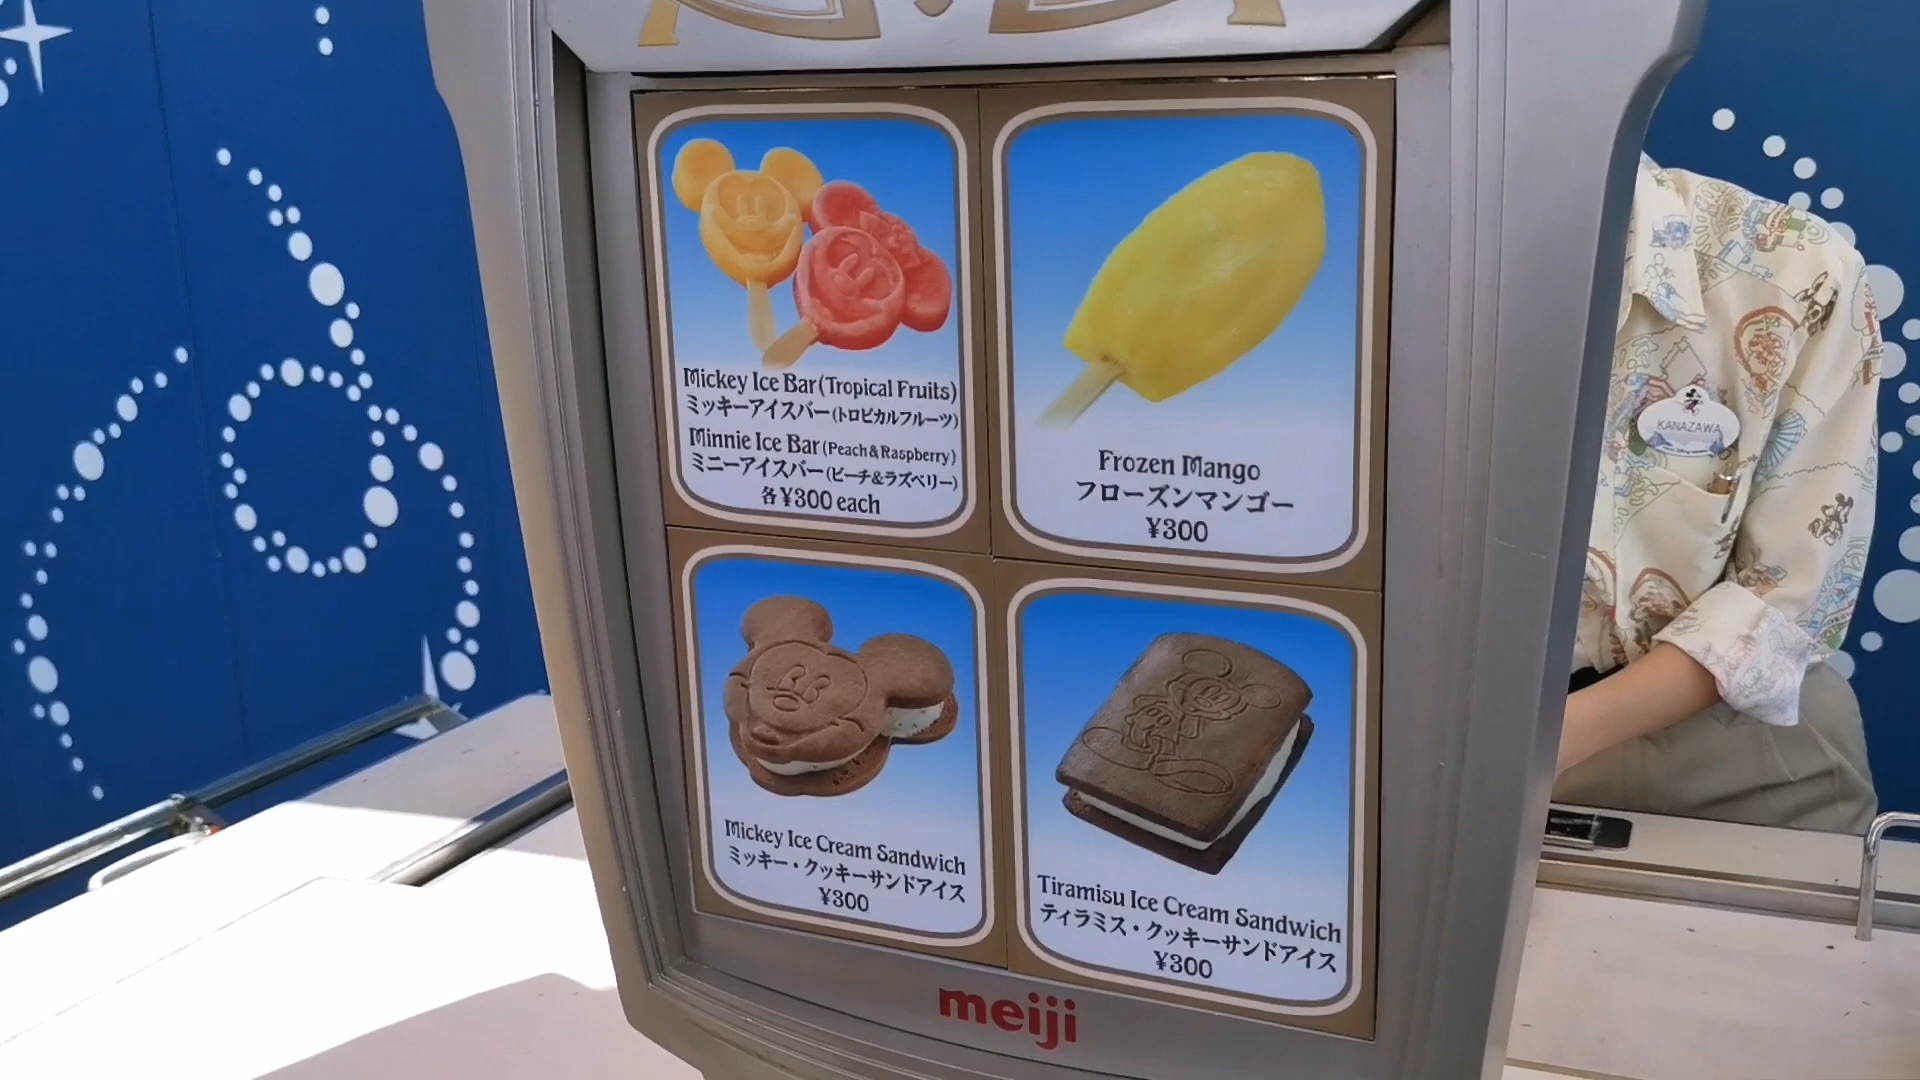 Mickey Ice Bar (Tropical Fruits)
ミッキーアイスバー(トロピカルフルーツ)
Minnie Ice Bar (Peach&Raspberry)
ミニーアイスバー(ピーチ&ラズベリー)
各¥300 each
Frozen Mango
フローズンマンゴー
¥300
Mickey Ice Cream Sandwich
ミッキー・クッキーサンドアイス
¥300
Tiramisu Ice Cream Sandwich
ティラミス・クッキーサンドアイス
¥300
meiji
KANAZAWA